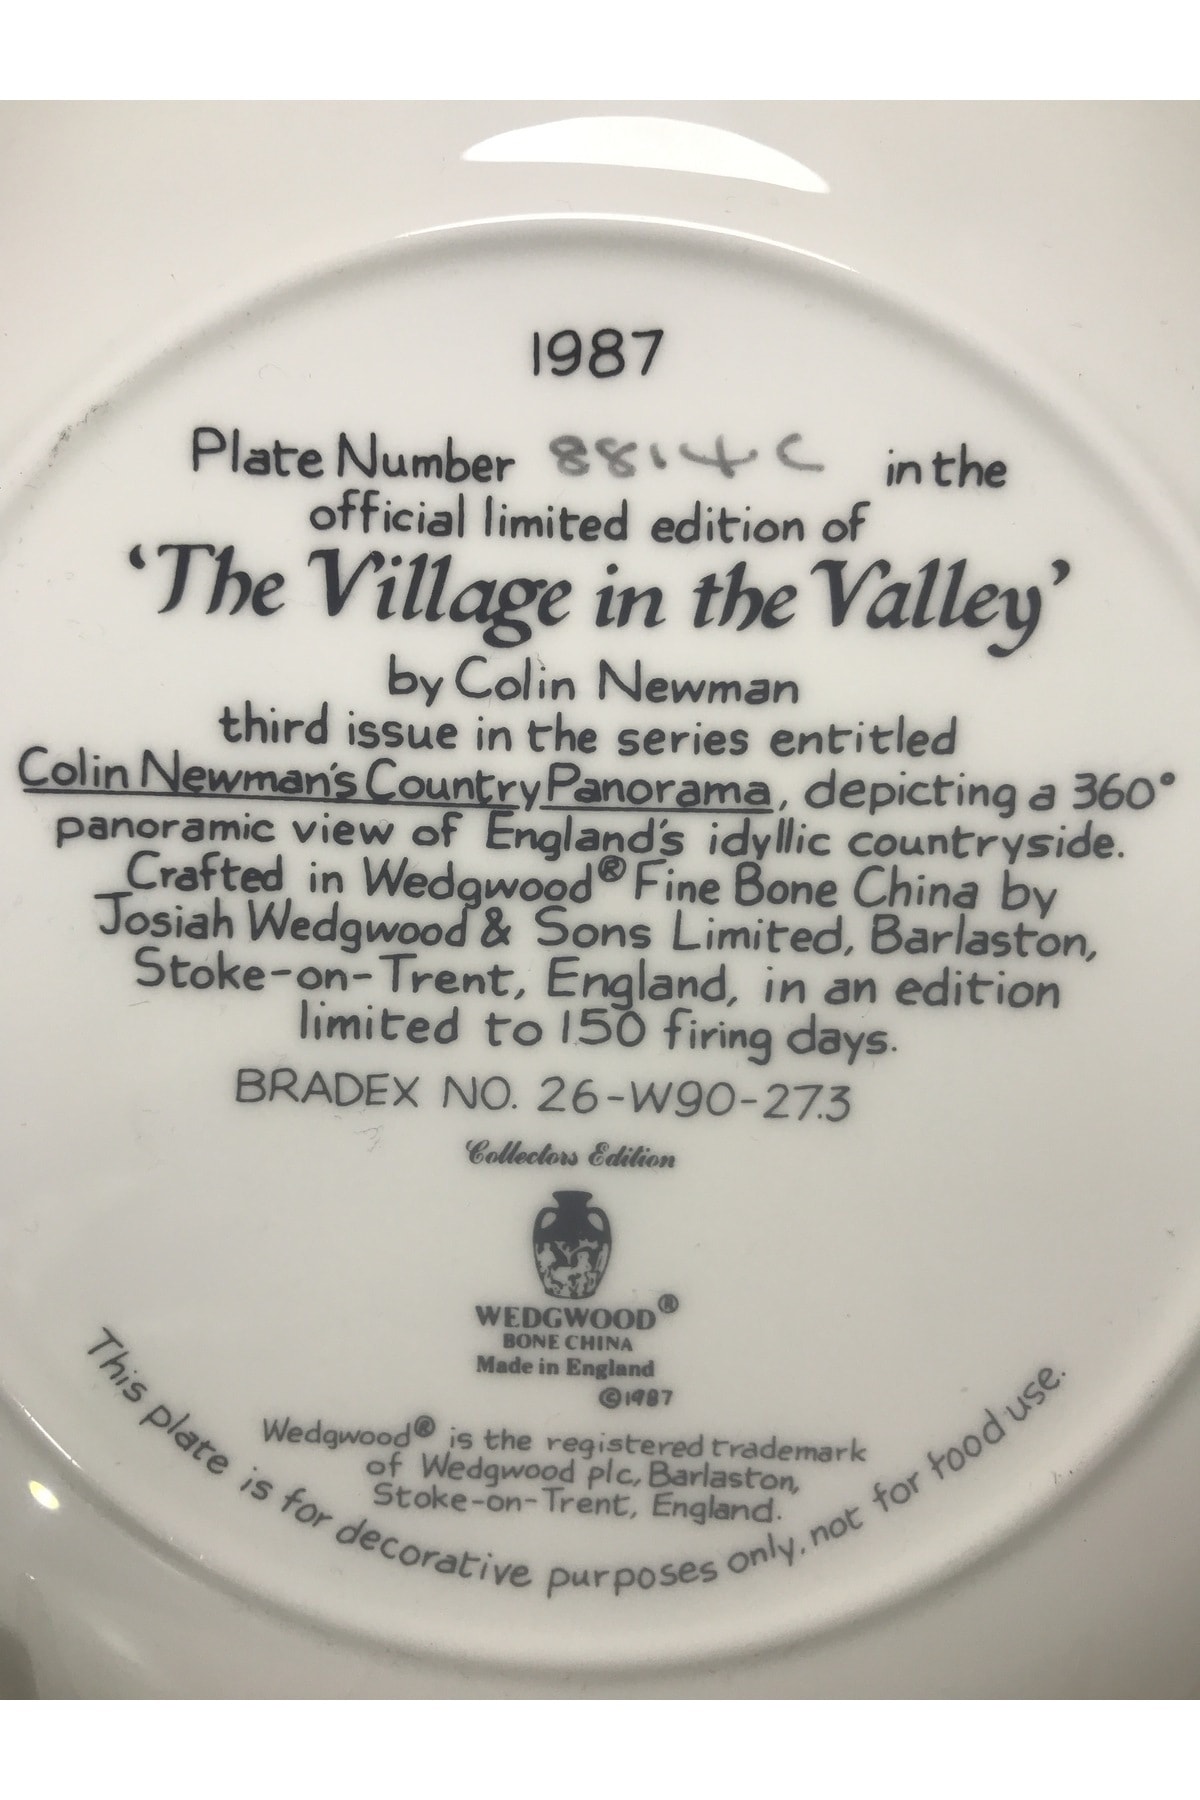 1987
Plate Number 8814C in the
official limited edition of
‘The Village in the Valley’
by Colin Newman
third issue in the series entitled
Colin Newman's Country Panorama, depicting a 360°
panoramic view of England's idyllic countryside.
Crafted in Wedgwood® Fine Bone China by
Josiah Wedgwood & Sons Limited, Barlaston,
Stoke-on-Trent, England, in an edition
limited to 150 firing days.
BRADEX NO. 26-W90-27.3
Collectors Edition
WEDGWOOD®
BONE CHINA
Made in England
©1987
Wedgwood® is the registered trademark
of Wedgwood plc, Barlaston,
Stoke-on-Trent, England.
This plate is for decorative purposes only, not for food use.